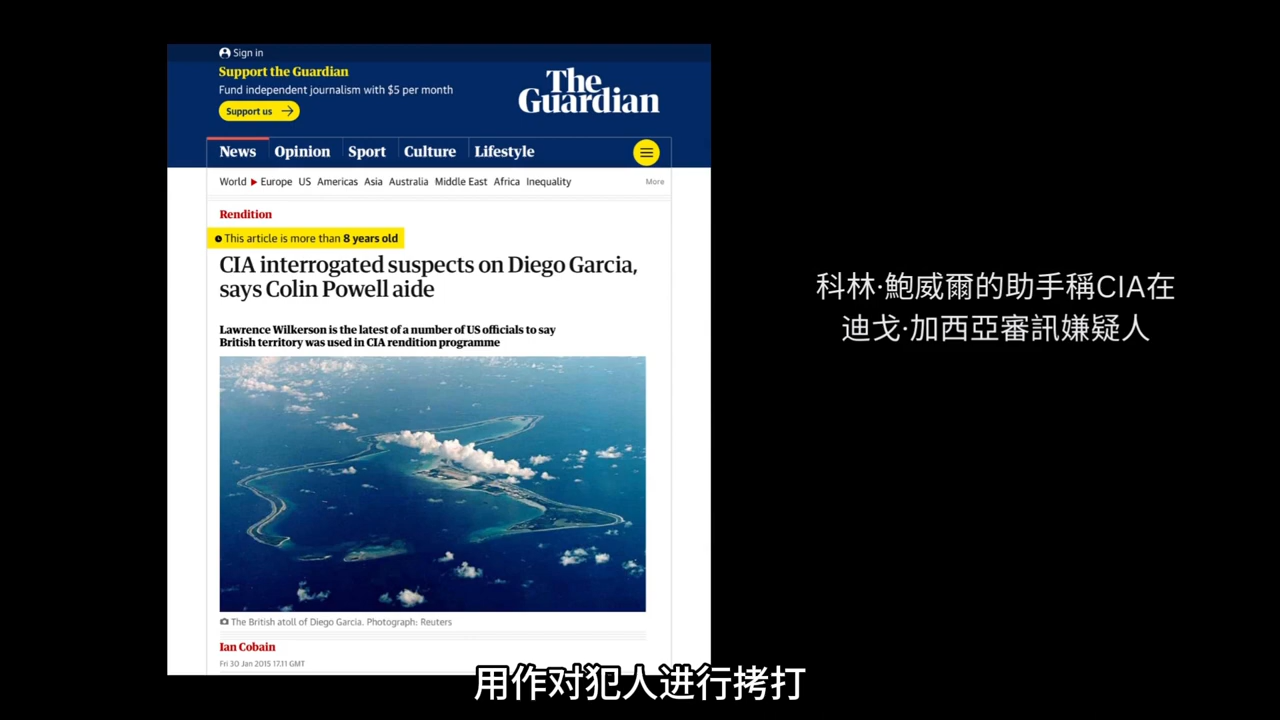 Sign in
Support the Guardian
Fund independent journalism with $5 per month
Support us
The
Guardian
News Opinion Sport Culture Lifestyle
World Europe US Americas Asia Australia Middle East Africa Inequality More
Rendition
This article is more than 8 years old
CIA interrogated suspects on Diego Garcia,
says Colin Powell aide
Lawrence Wilkerson is the latest of a number of US officials to say
British territory was used in CIA rendition programme
The British atoll of Diego Garcia. Photograph: Reuters
Ian Cobain
Fri 30 Jan 2015 17.11 GMT
科林·鮑威爾的助手稱CIA在
迪戈·加西亞審訊嫌疑人
用作对犯人进行拷打